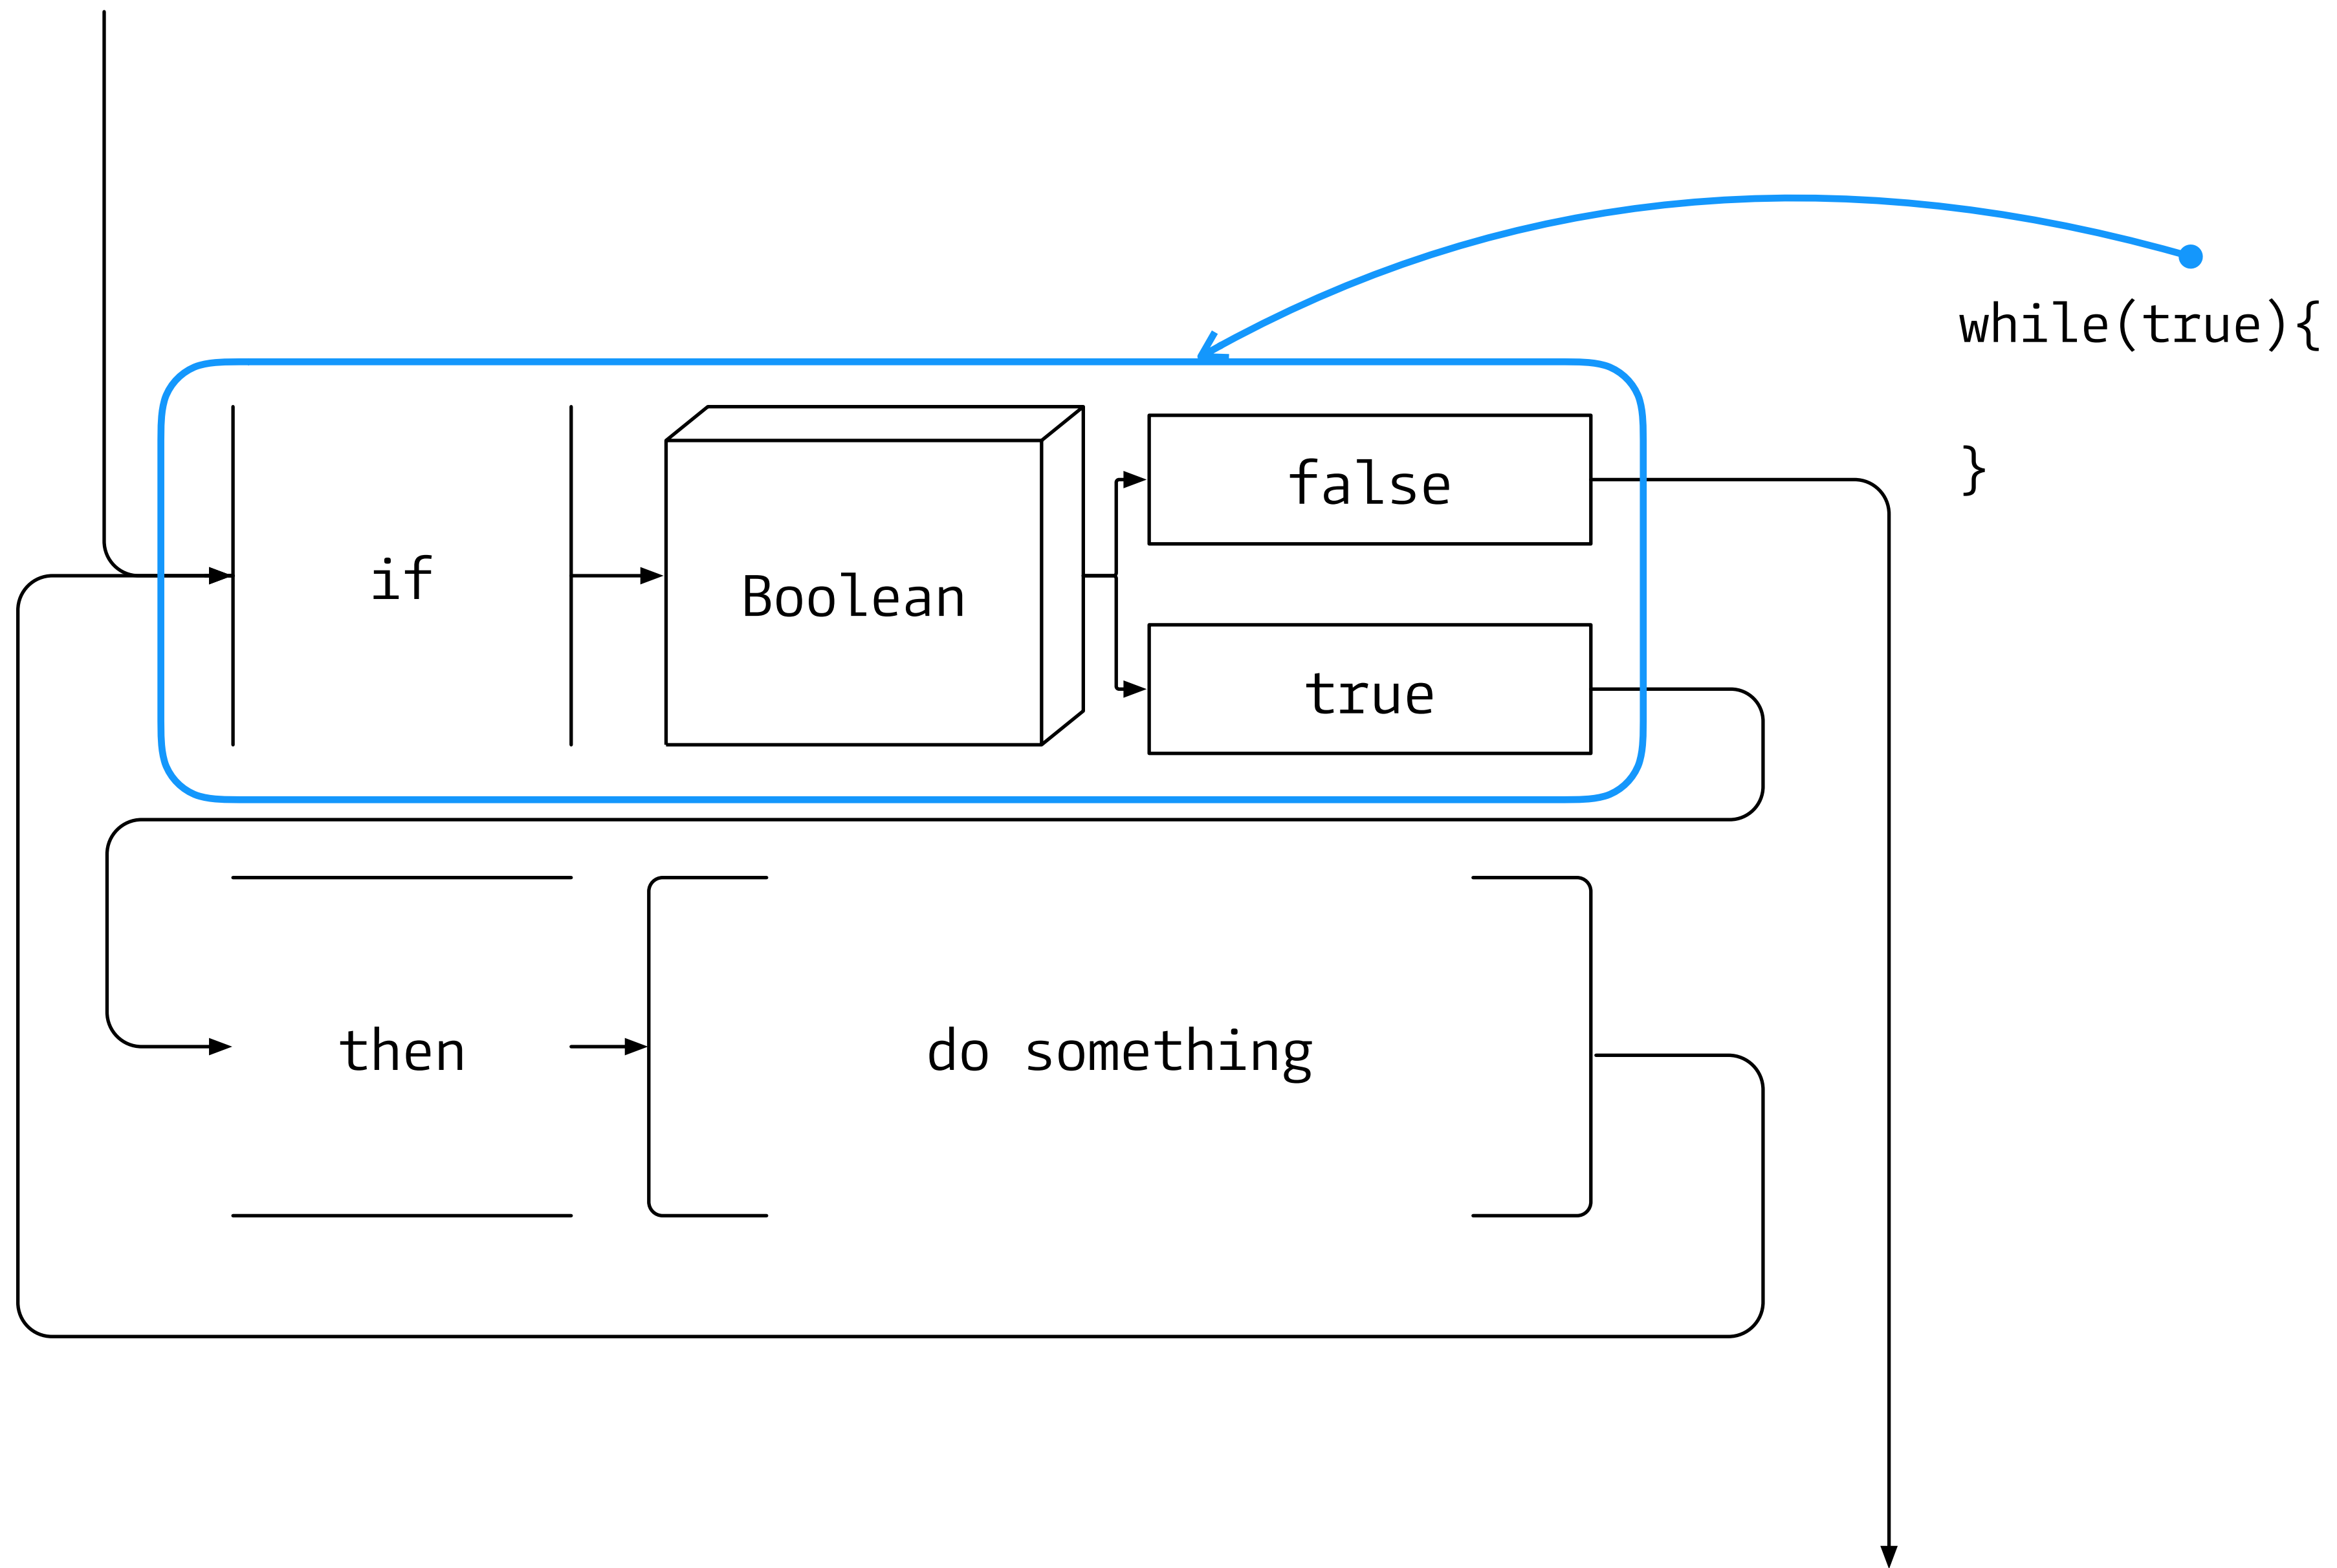 while(true){
}
if
Boolean
false
true
then
do something